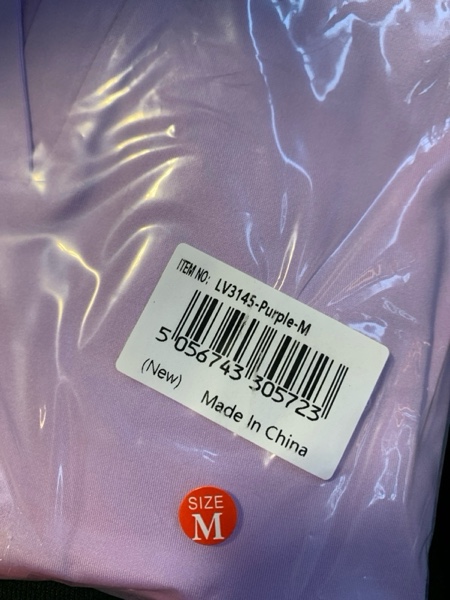 ITEM NO: LV3145-Purple-M
5 056743 305723
(New) Made In China
SIZE
M